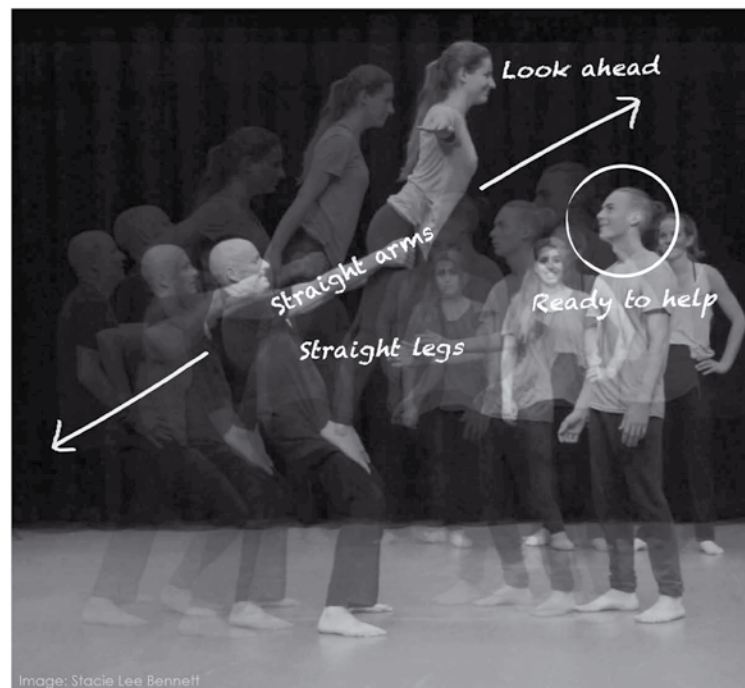 Look ahead
Straight arms
Ready to help
Straight legs
Image: Stacie Lee Bennett